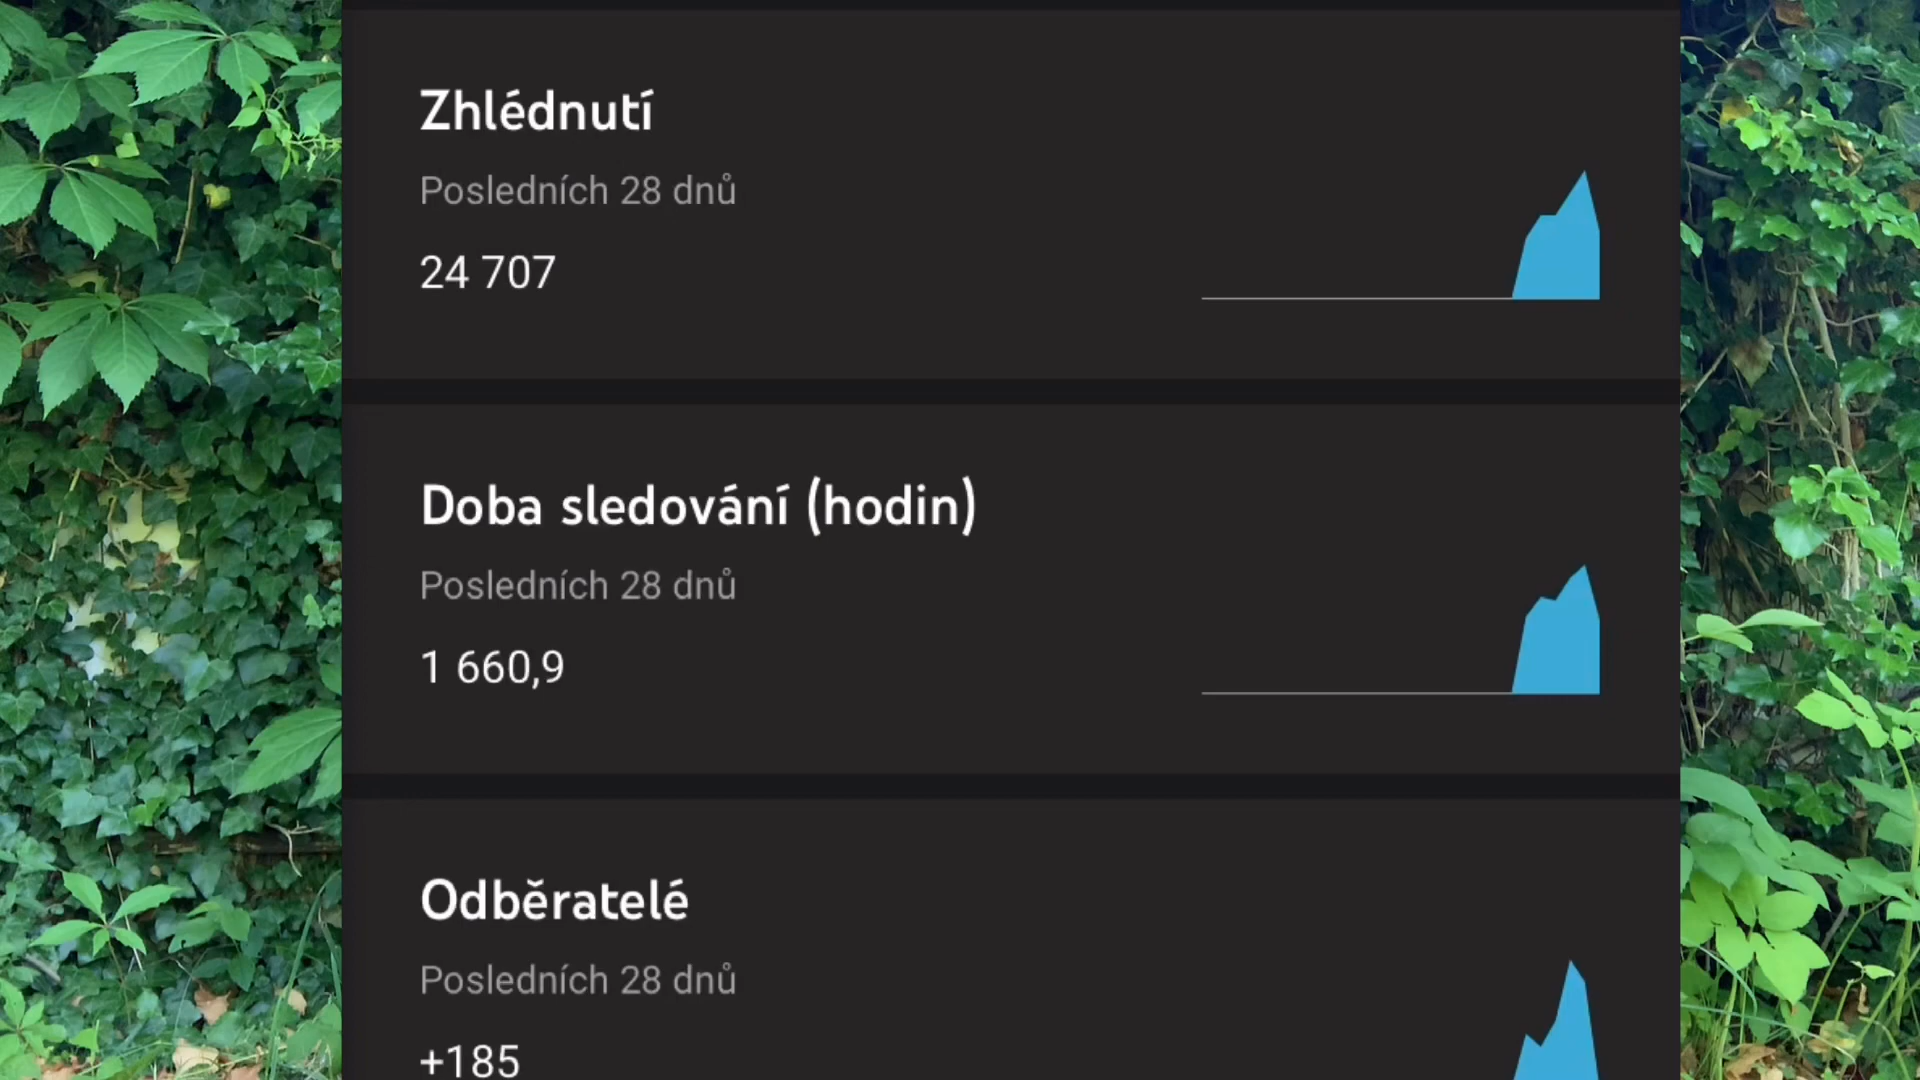 Zhlédnutí
Posledních 28 dnů
24 707
Doba sledování (hodin)
Posledních 28 dnů
1 660,9
Odběratelé
Posledních 28 dnů
+185